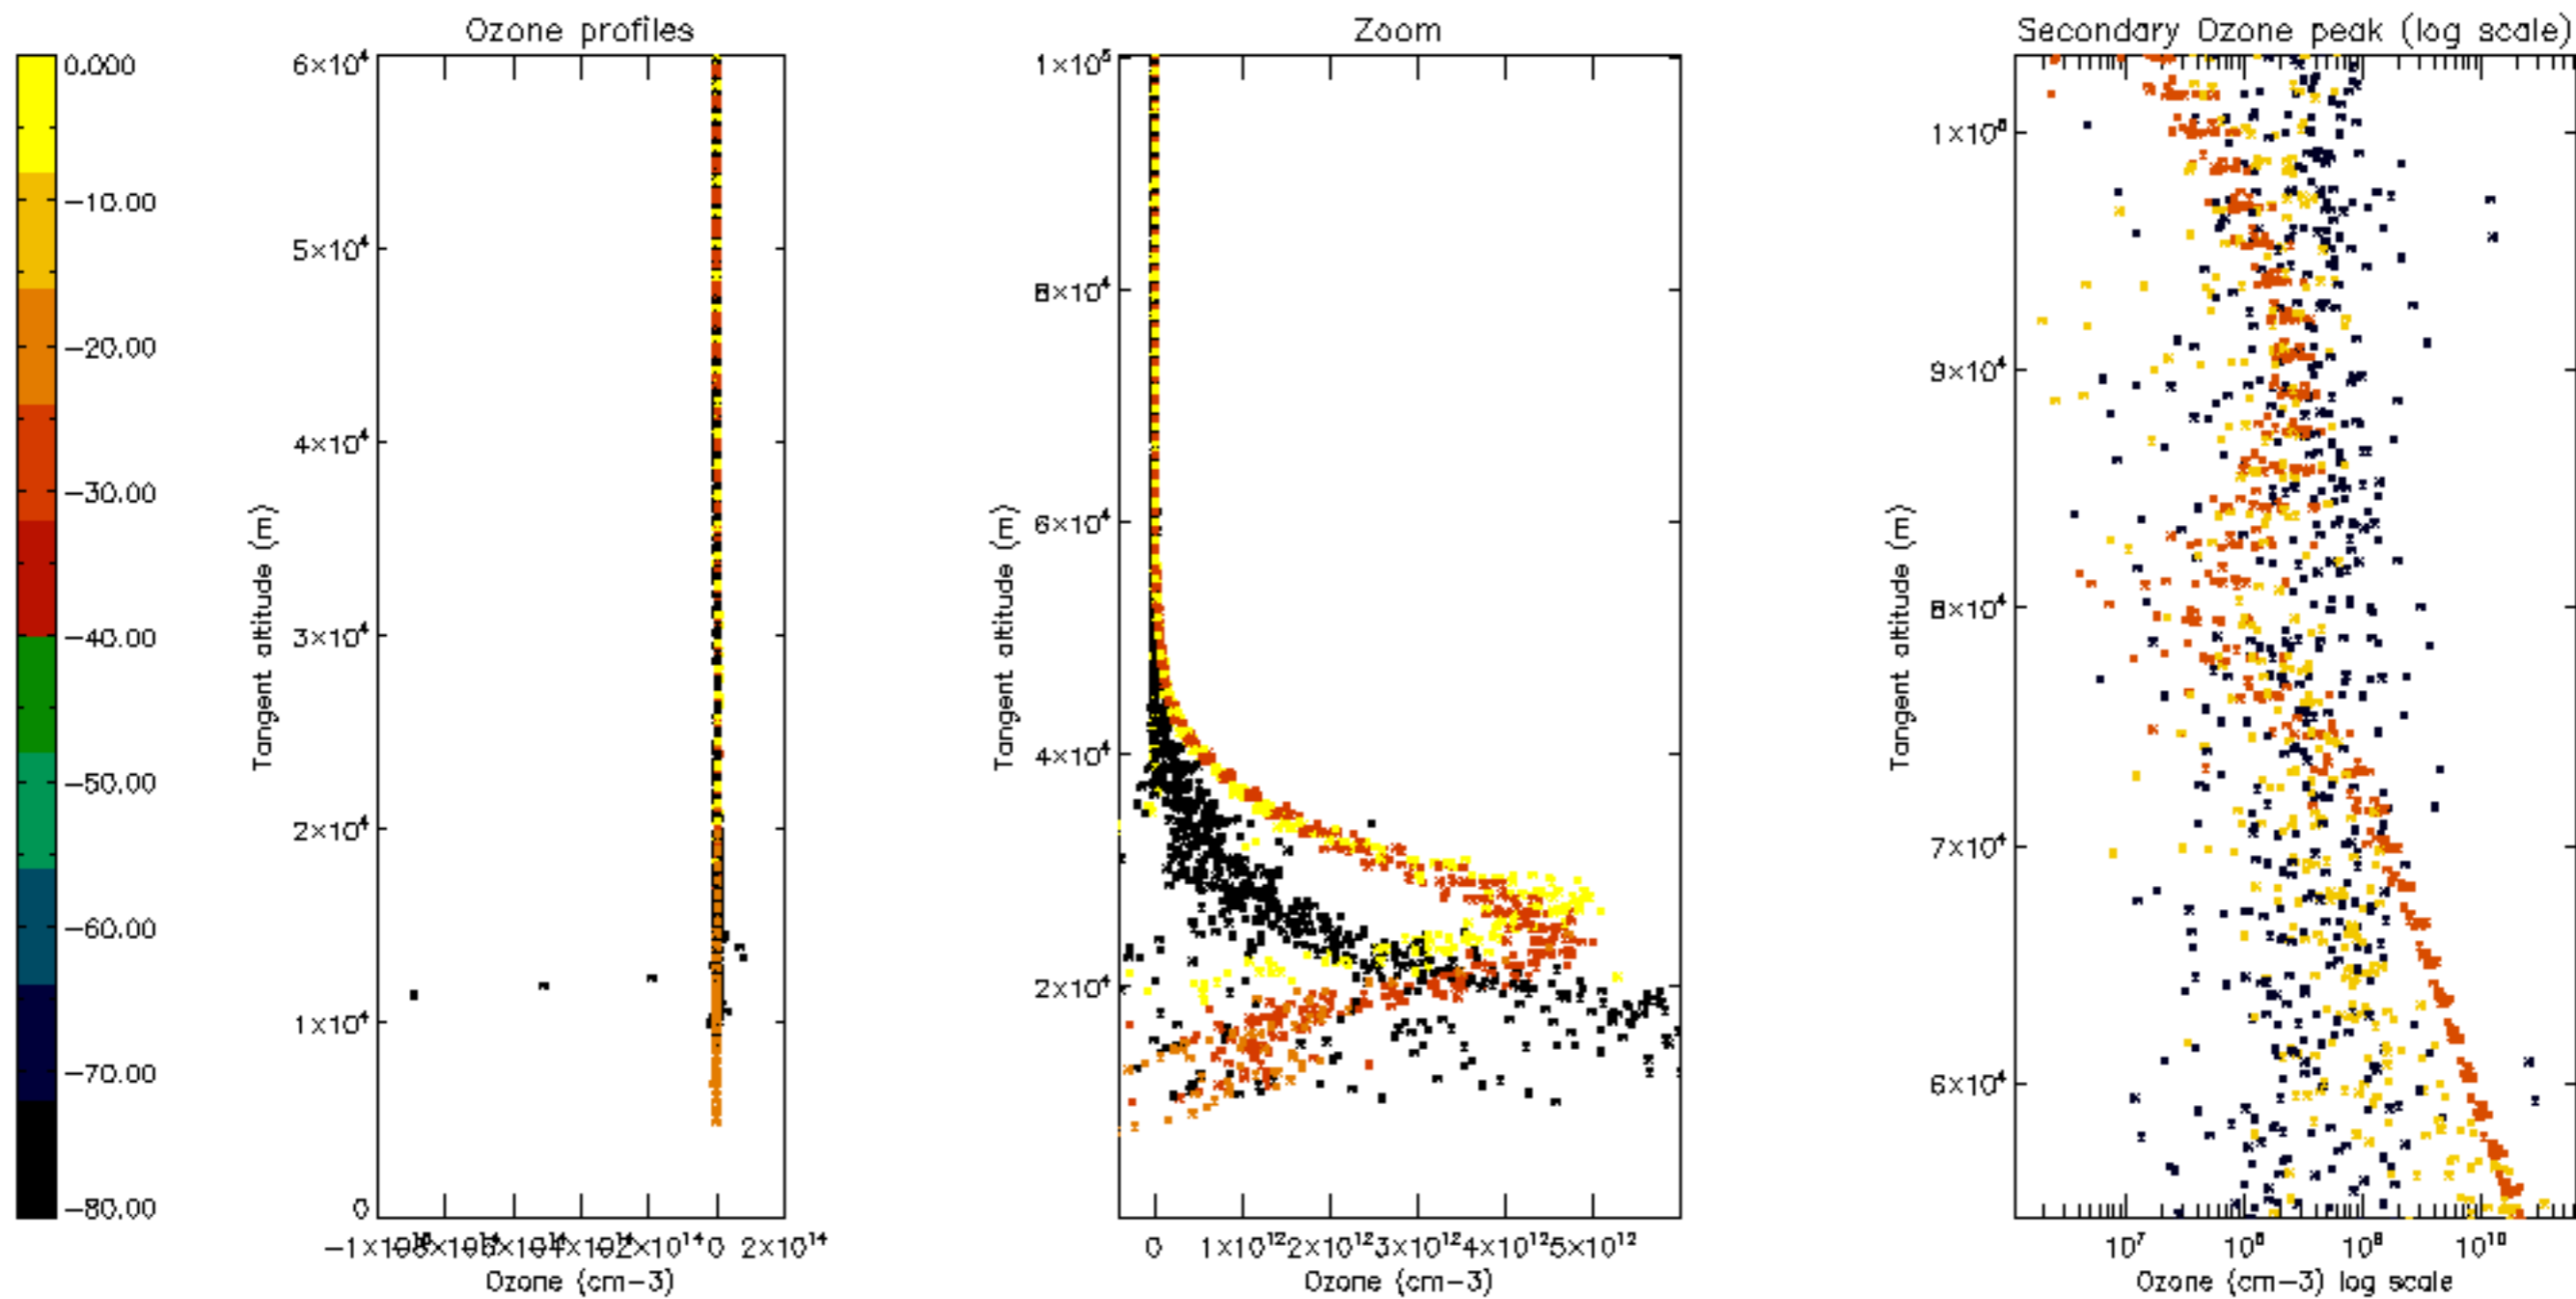 Ozone profiles
Zoom
Secondary Ozone peak (log scale)
0.000
-10.00
-20.00
-30.00
-40.00
-50.00
-60.00
-70.00
-80.00
6×10⁴
5×10⁴
4×10⁴
3×10⁴
2×10⁴
1×10⁴
0
Tangent altitude (m)
0 2×10¹⁴
Ozone (cm-3)
1×10⁵
8×10⁴
6×10⁴
4×10⁴
2×10⁴
Tangent altitude (m)
0 1×10¹² 2×10¹² 3×10¹² 4×10¹² 5×10¹²
Ozone (cm-3)
9×10⁴
8×10⁴
7×10⁴
6×10⁴
Tangent altitude (m)
10⁷ 10⁸ 10⁹ 10¹⁰
Ozone (cm-3) log scale